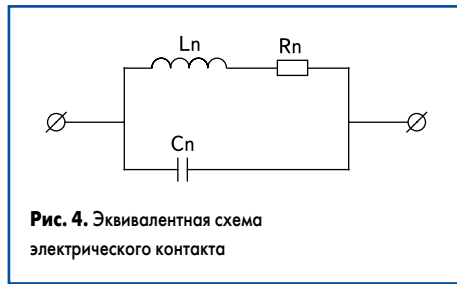 Ln Rn
Cn
Рис. 4. Эквивалентная схема
электрического контакта